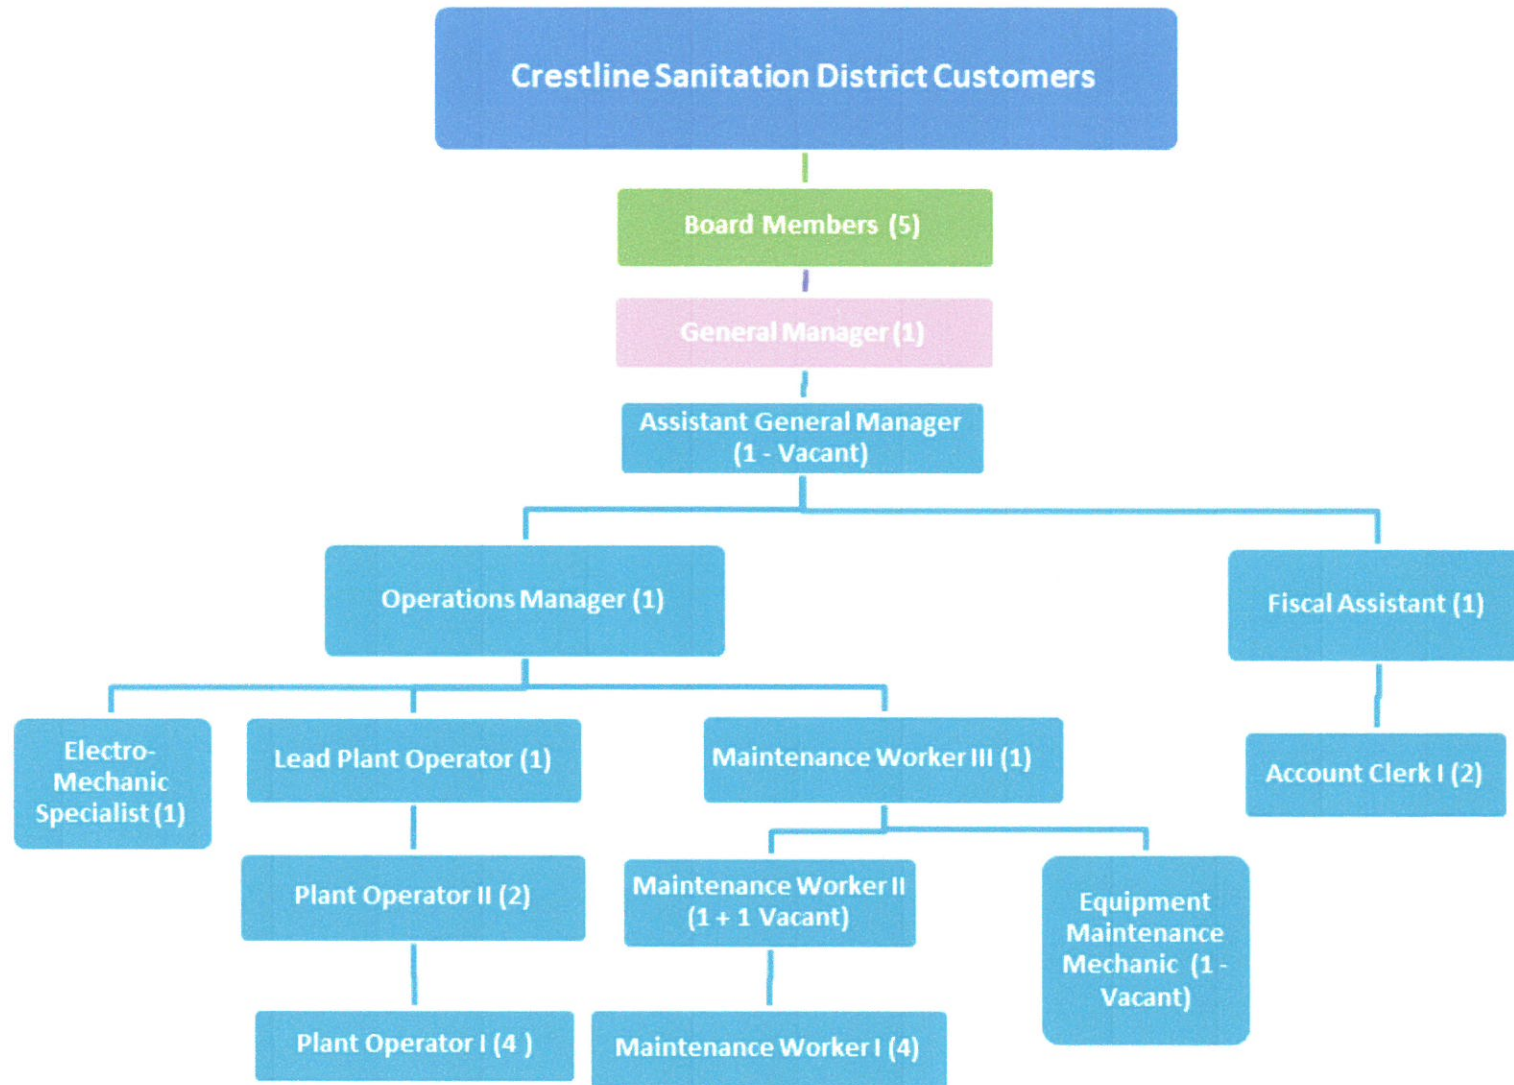 Crestline Sanitation District Customers
Board Members (5)
General Manager (1)
Assistant General Manager
(1 - Vacant)
Operations Manager (1)
Fiscal Assistant (1)
Electro-
Mechanic
Specialist (1)
Lead Plant Operator (1)
Maintenance Worker III (1)
Account Clerk I (2)
Plant Operator II (2)
Maintenance Worker II
(1 + 1 Vacant)
Equipment
Maintenance
Mechanic (1 -
Vacant)
Plant Operator I (4 )
Maintenance Worker I (4)